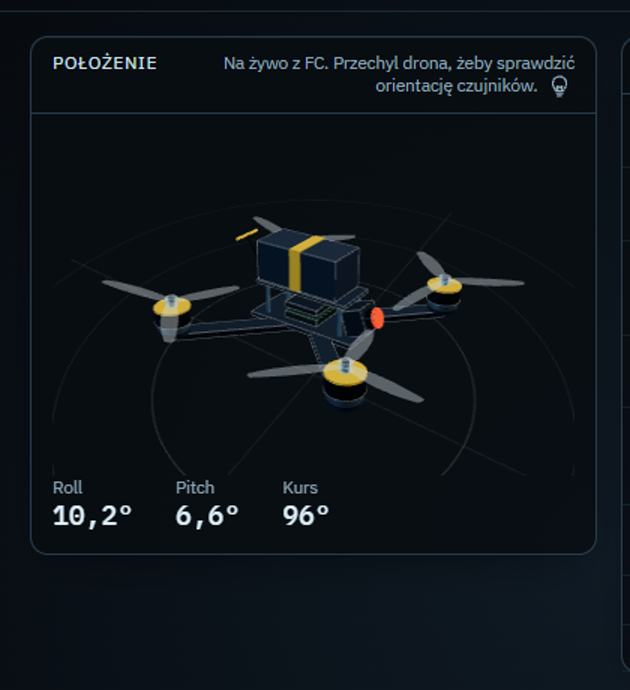 POŁOŻENIE
Na żywo z FC. Przechyl drona, żeby sprawdzić
orientację czujników.
Roll
Pitch
Kurs
10,2°
6,6°
96°